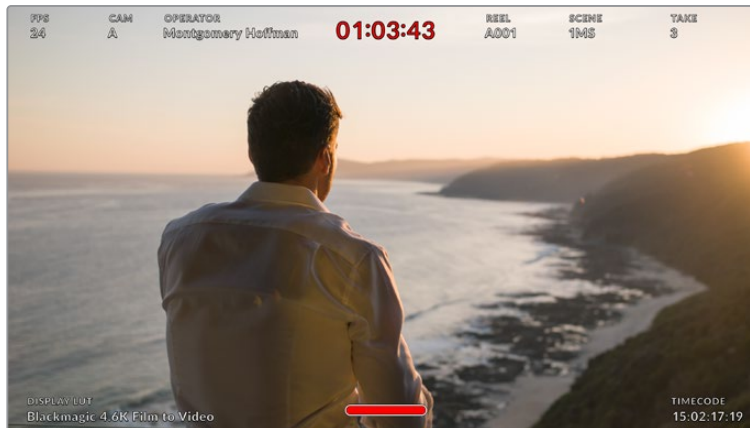 FPS CAM OPERATOR 01:03:43 REEL SCENE TAKE
24 A Montgomery Hoffman A001 1MS 3
DISPLAY LUT TIMECODE
Blackmagic 4.6K Film to Video 15:02:17:19